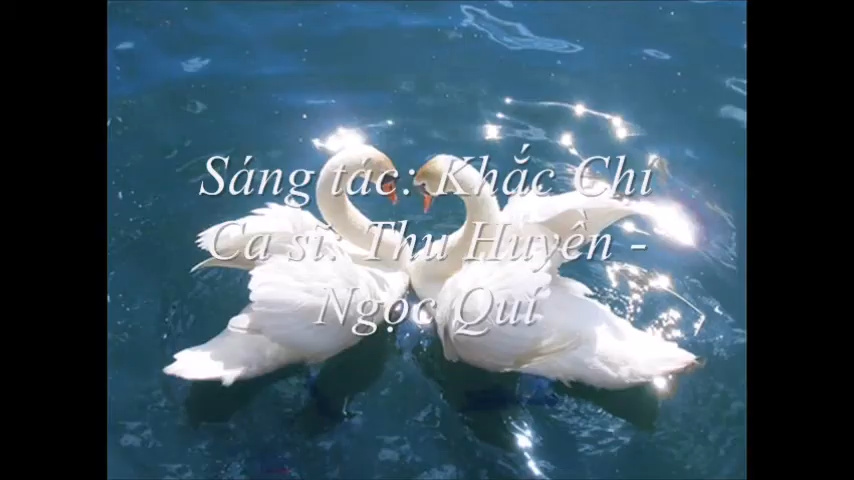 Sáng tác: Khắc Chi
Ca sĩ: Thu Huyền -
Ngọc Quí